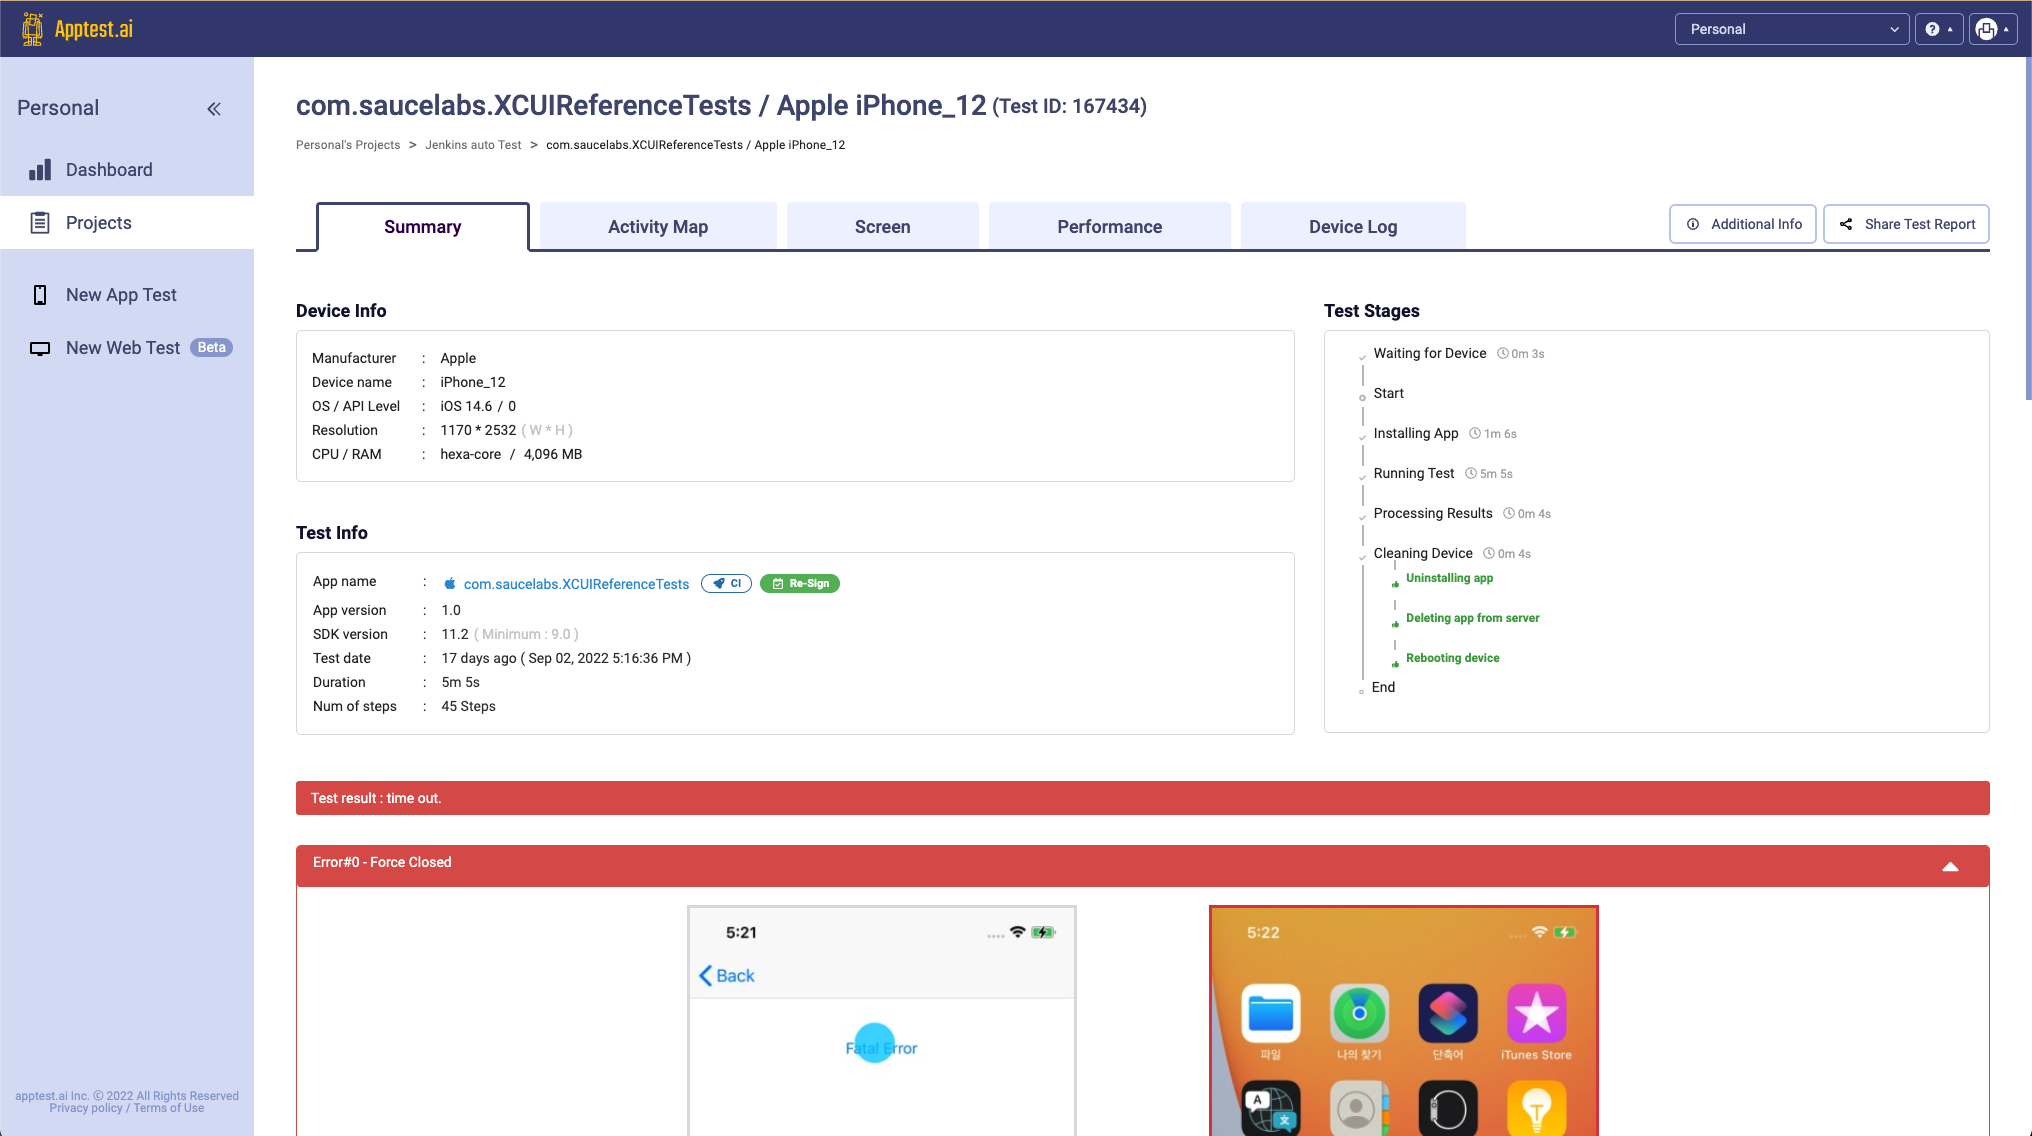 Apptest.ai
Personal
Personal
Dashboard
Projects
New App Test
New Web Test Beta
apptest.ai Inc. © 2022 All Rights Reserved
Privacy policy / Terms of Use
com.saucelabs.XCUIReferenceTests / Apple iPhone_12 (Test ID: 167434)
Personal's Projects > Jenkins auto Test > com.saucelabs.XCUIReferenceTests / Apple iPhone_12
Summary
Activity Map
Screen
Performance
Device Log
Additional Info
Share Test Report
Device Info
Manufacturer : Apple
Device name : iPhone_12
OS / API Level : iOS 14.6 / 0
Resolution : 1170 * 2532 ( W * H )
CPU / RAM : hexa-core / 4,096 MB
Test Info
App name : com.saucelabs.XCUIReferenceTests CI Re-Sign
App version : 1.0
SDK version : 11.2 ( Minimum : 9.0 )
Test date : 17 days ago ( Sep 02, 2022 5:16:36 PM )
Duration : 5m 5s
Num of steps : 45 Steps
Test Stages
Waiting for Device 0m 3s
Start
Installing App 1m 6s
Running Test 5m 5s
Processing Results 0m 4s
Cleaning Device 0m 4s
Uninstalling app
Deleting app from server
Rebooting device
End
Test result : time out.
Error#0 - Force Closed
5:21
Back
Fatal Error
5:22
파일
나의 찾기
단축어
iTunes Store
A
文